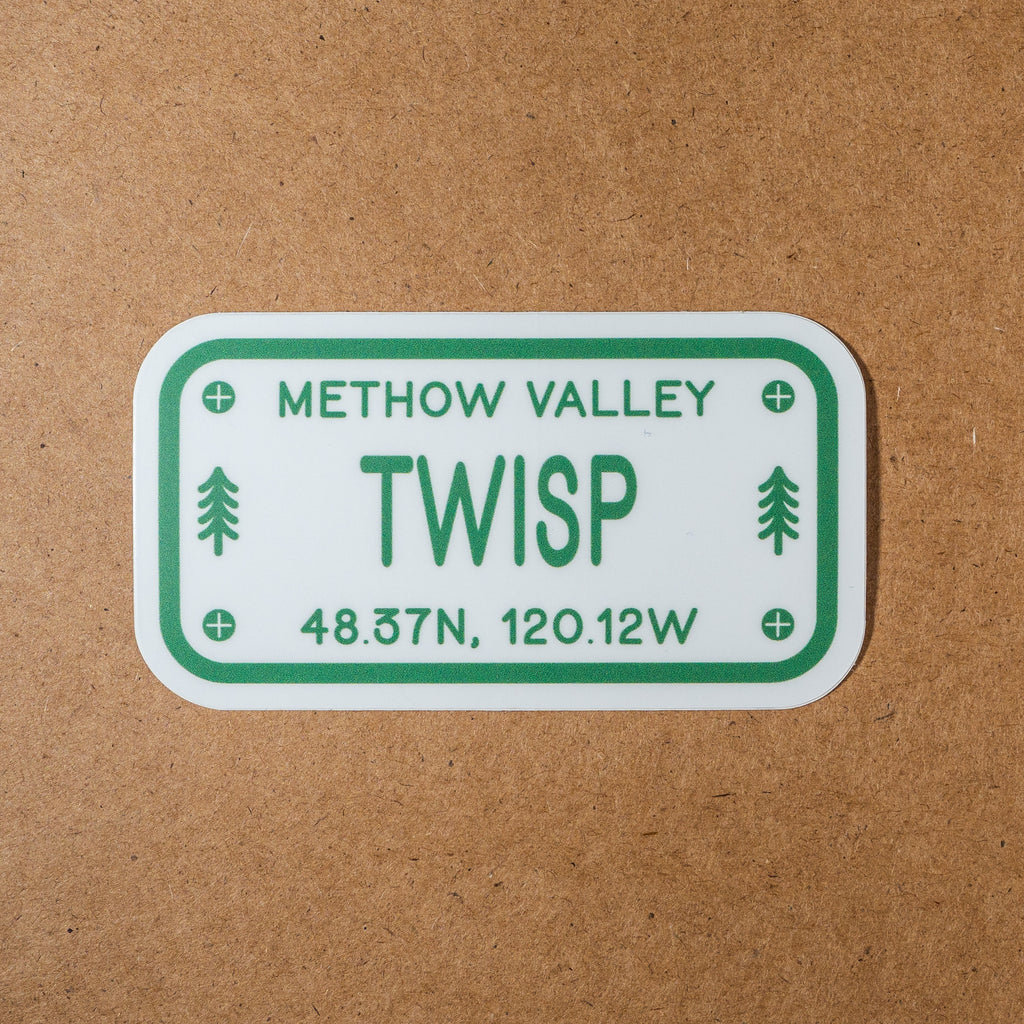 METHOW VALLEY
TWISP
48.37N, 120.12W